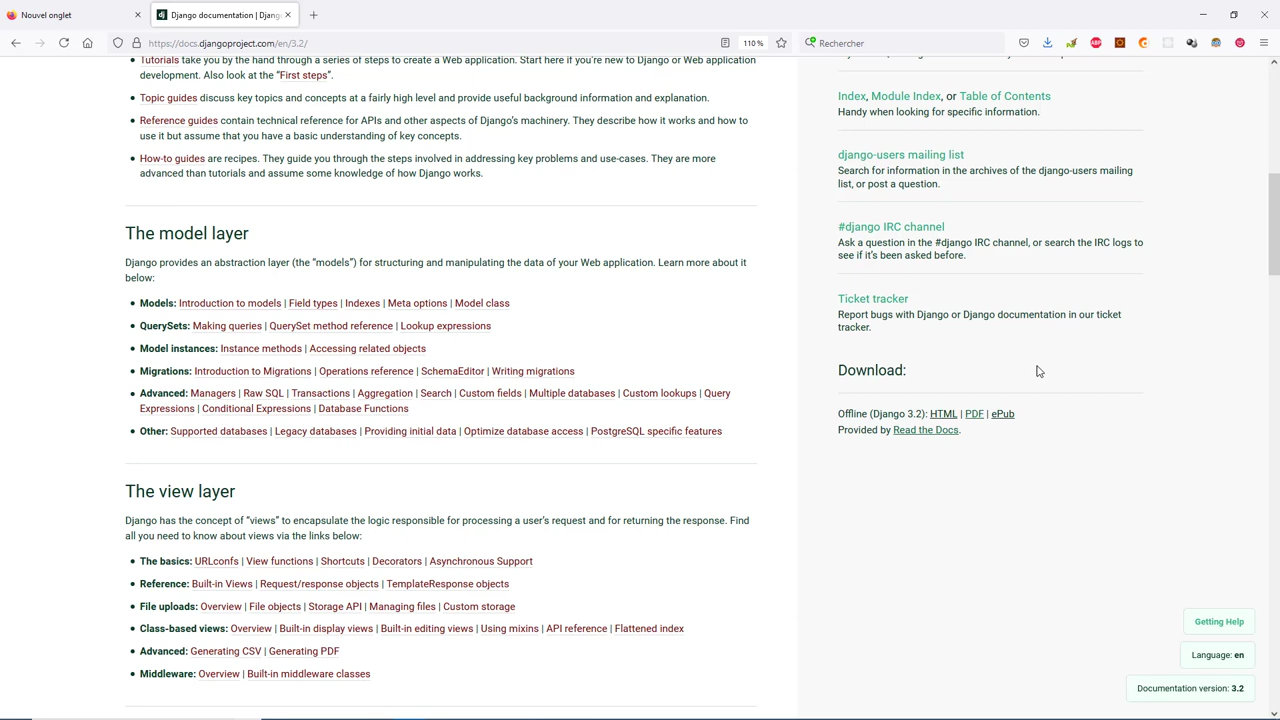 Nouvel onglet
Django documentation | Djang
https://docs.djangoproject.com/en/3.2/
110 %
Rechercher
Tutorials take you by the hand through a series of steps to create a Web application. Start here if you're new to Django or Web application
development. Also look at the “First steps”.
Topic guides discuss key topics and concepts at a fairly high level and provide useful background information and explanation.
Reference guides contain technical reference for APIs and other aspects of Django's machinery. They describe how it works and how to
use it but assume that you have a basic understanding of key concepts.
How-to guides are recipes. They guide you through the steps involved in addressing key problems and use-cases. They are more
advanced than tutorials and assume some knowledge of how Django works.
The model layer
Django provides an abstraction layer (the “models”) for structuring and manipulating the data of your Web application. Learn more about it
below:
Models: Introduction to models | Field types | Indexes | Meta options | Model class
QuerySets: Making queries | QuerySet method reference | Lookup expressions
Model instances: Instance methods | Accessing related objects
Migrations: Introduction to Migrations | Operations reference | SchemaEditor | Writing migrations
Advanced: Managers | Raw SQL | Transactions | Aggregation | Search | Custom fields | Multiple databases | Custom lookups | Query
Expressions | Conditional Expressions | Database Functions
Other: Supported databases | Legacy databases | Providing initial data | Optimize database access | PostgreSQL specific features
The view layer
Django has the concept of “views” to encapsulate the logic responsible for processing a user's request and for returning the response. Find
all you need to know about views via the links below:
The basics: URLconfs | View functions | Shortcuts | Decorators | Asynchronous Support
Reference: Built-in Views | Request/response objects | TemplateResponse objects
File uploads: Overview | File objects | Storage API | Managing files | Custom storage
Class-based views: Overview | Built-in display views | Built-in editing views | Using mixins | API reference | Flattened index
Advanced: Generating CSV | Generating PDF
Middleware: Overview | Built-in middleware classes
Index, Module Index, or Table of Contents
Handy when looking for specific information.
django-users mailing list
Search for information in the archives of the django-users mailing
list, or post a question.
#django IRC channel
Ask a question in the #django IRC channel, or search the IRC logs to
see if it's been asked before.
Ticket tracker
Report bugs with Django or Django documentation in our ticket
tracker.
Download:
Offline (Django 3.2): HTML | PDF | ePub
Provided by Read the Docs.
Getting Help
Language: en
Documentation version: 3.2